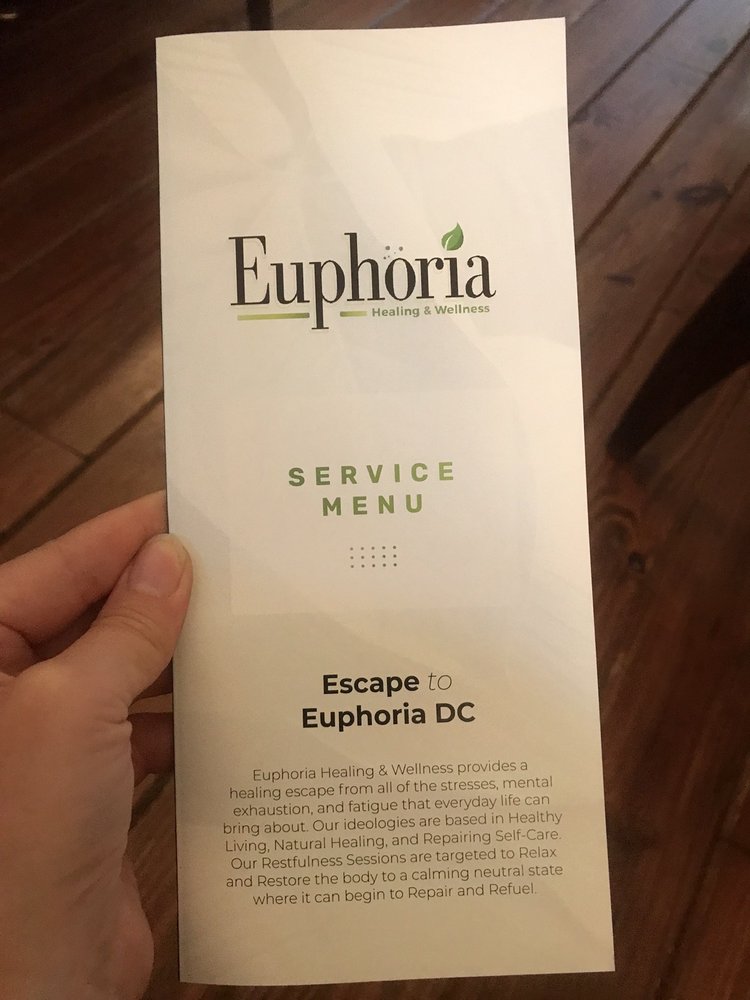 Euphoria
Healing & Wellness
SERVICE
MENU
Escape to
Euphoria DC
Euphoria Healing & Wellness provides a
healing escape from all of the stresses, mental
exhaustion, and fatigue that everyday life can
bring about. Our ideologies are based in Healthy
Living, Natural Healing, and Repairing Self-Care.
Our Restfulness Sessions are targeted to Relax
and Restore the body to a calming neutral state
where it can begin to Repair and Refuel.